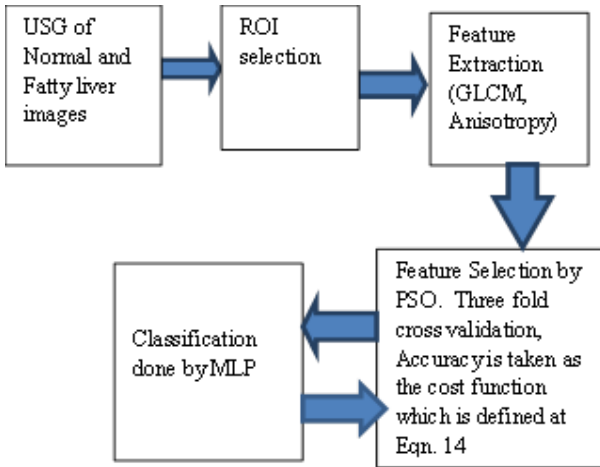 USG of
Normal and
Fatty liver
images
ROI
selection
Feature
Extraction
(GLCM,
Anisotropy)
Feature Selection by
PSO. Three fold
cross validation,
Accuracy is taken as
the cost function
which is defined at
Eqn. 14
Classification
done by MLP